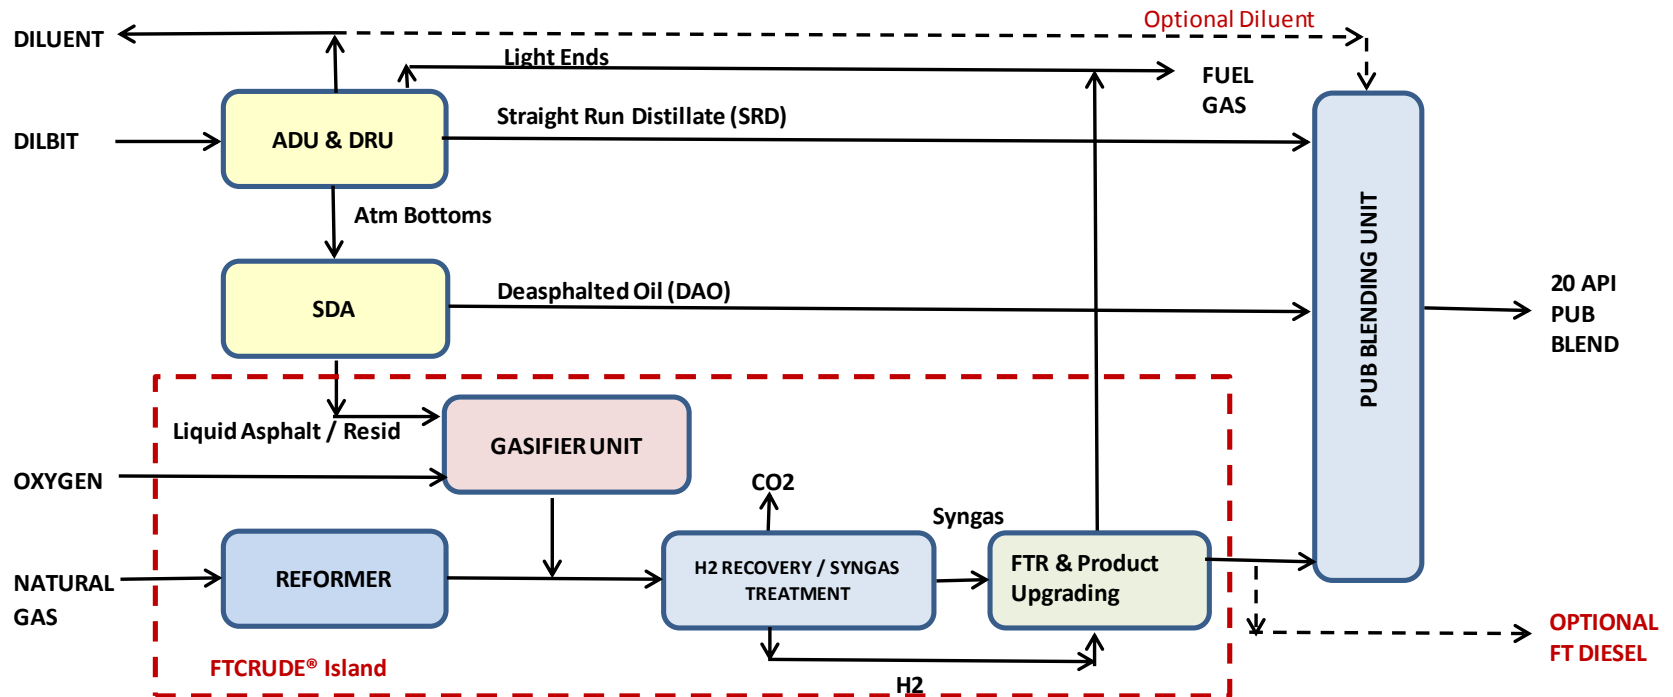 Optional Diluent
DILUENT
Light Ends
FUEL
GAS
Straight Run Distillate (SRD)
DILBIT
ADU & DRU
Atm Bottoms
PUB BLENDING UNIT
SDA
Deasphalted Oil (DAO)
20 API
PUB
BLEND
Liquid Asphalt / Resid
GASIFIER UNIT
OXYGEN
CO2
Syngas
NATURAL
GAS
REFORMER
H2 RECOVERY / SYNGAS
TREATMENT
FTR & Product
Upgrading
OPTIONAL
FT DIESEL
FTCRUDE® Island
H2